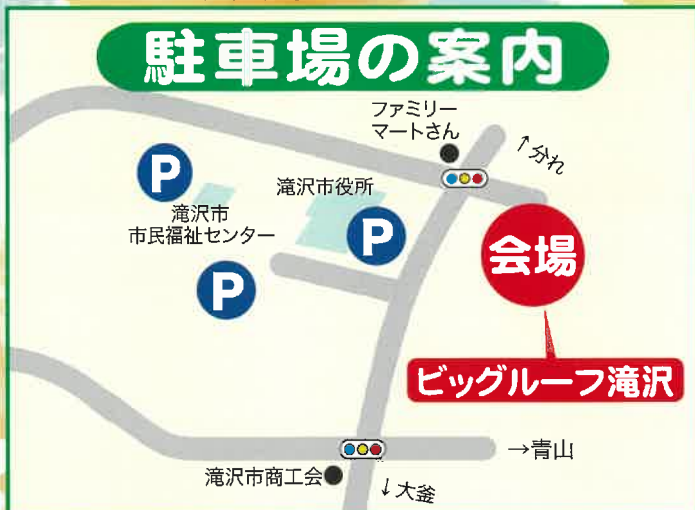 駐車場の案内
ファミリー
マートさん
↑分れ
P
滝沢市役所
滝沢市
市民福祉センター
P
会場
P
ビッグルーフ滝沢
→青山
滝沢市商工会
↓大釜